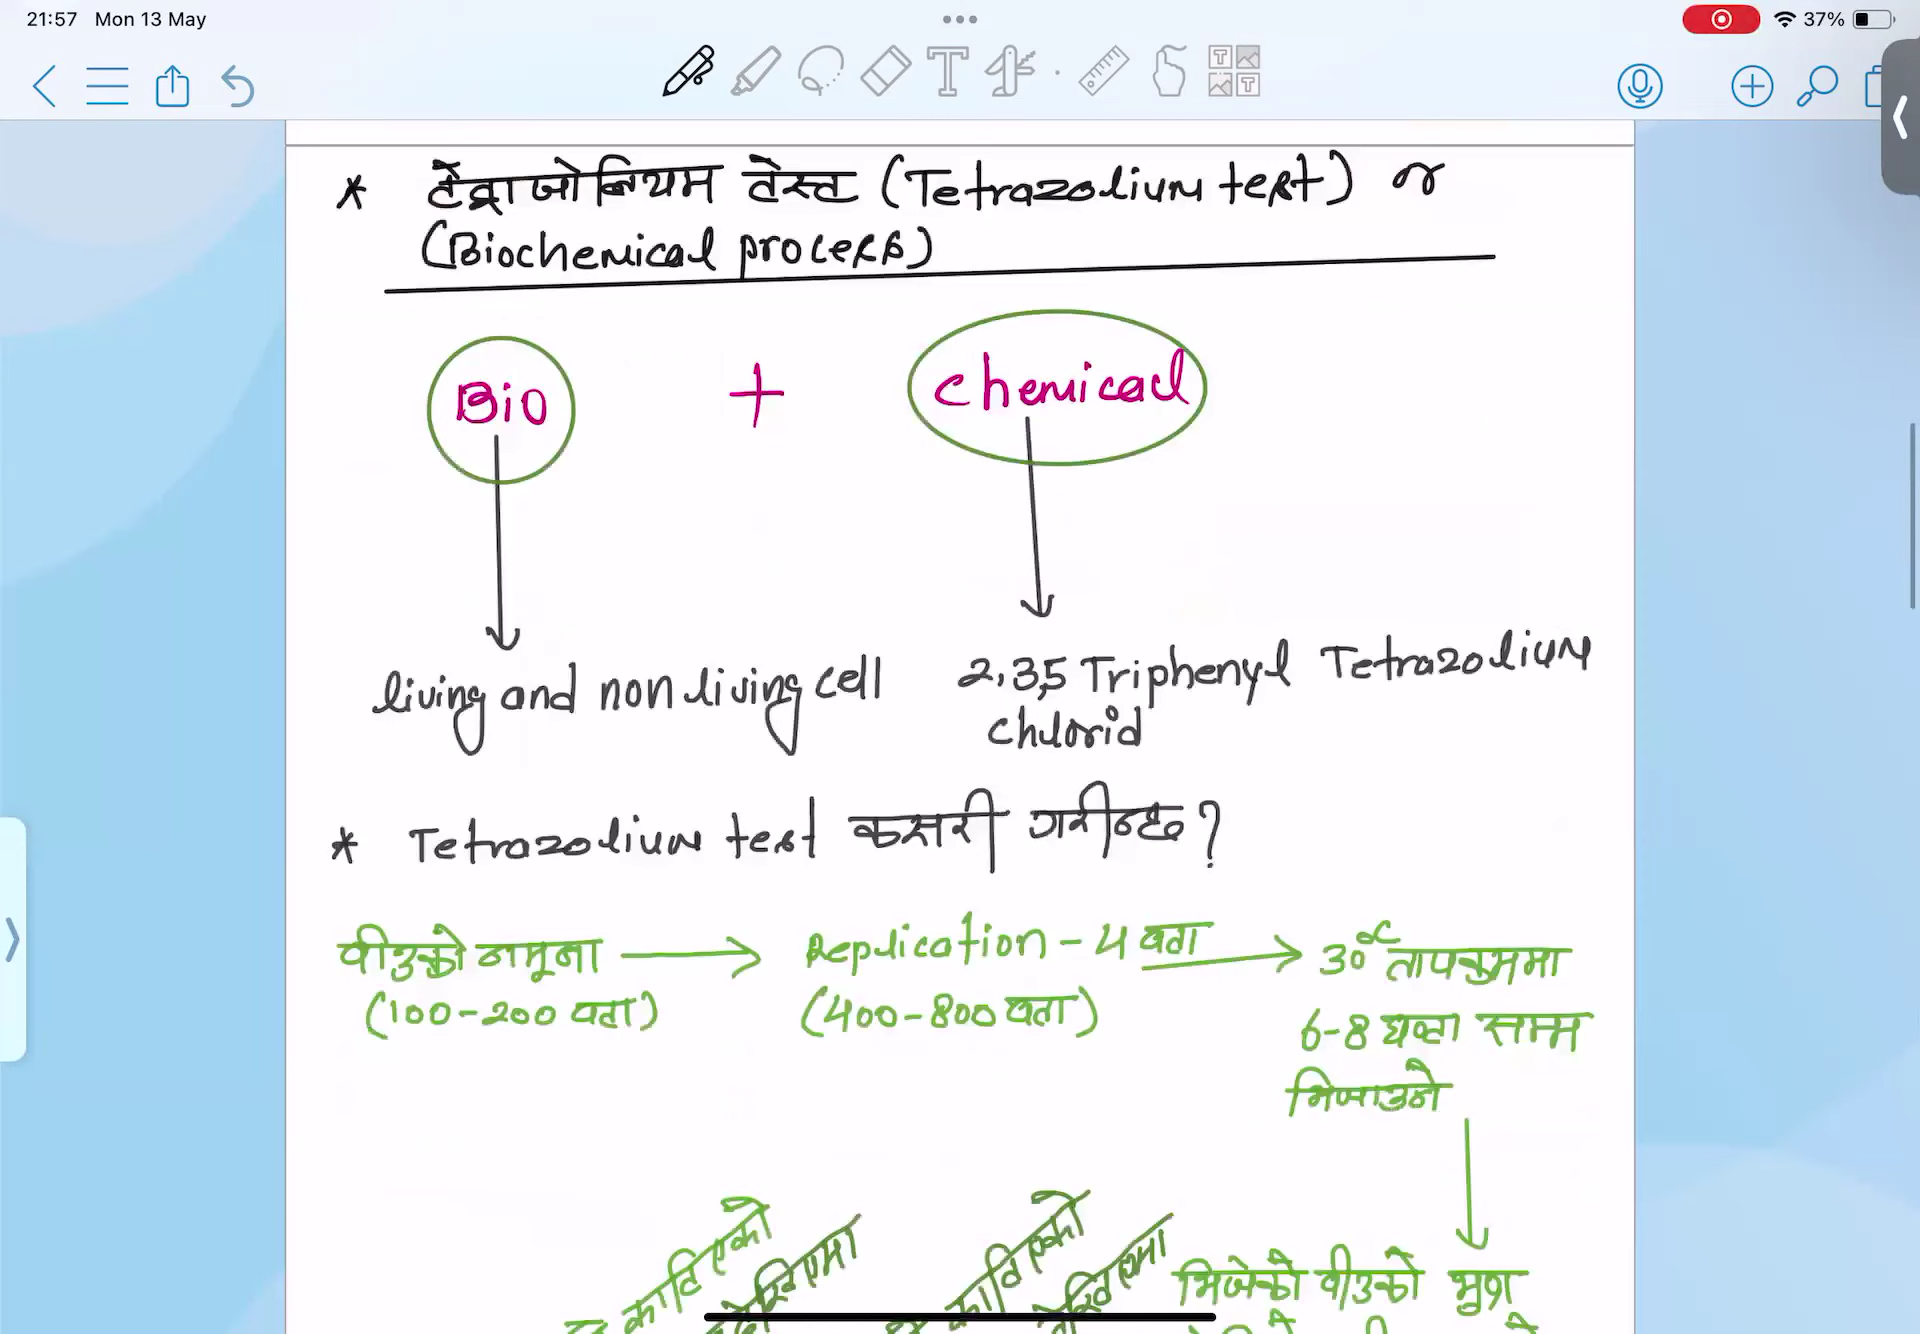 21:57 Mon 13 May
37%
* टेट्राजोलियम टेस्ट (Tetrazolium test) or
(Biochemical process)
Bio + Chemical
living and non living cell
2,3,5 Triphenyl Tetrazolium
chlorid
* Tetrazolium test कसरी गरीन्छ?
वीउको नमूना → Replication - 4 वटा → 30°c तापक्रममा
(100-200 वटा) (400-800 वटा) 6-8 घण्टा सम्म
भिजाउने
काटिएको काटिएको
भिजेको वीउको भ्रुण